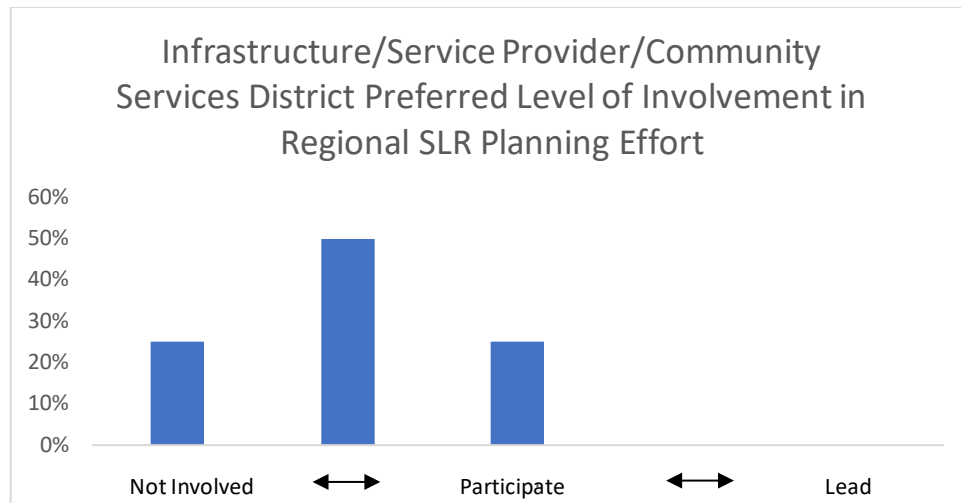 Infrastructure/Service Provider/Community
Services District Preferred Level of Involvement in
Regional SLR Planning Effort
60%
50%
40%
30%
20%
10%
0%
Not Involved ↔ Participate ↔ Lead